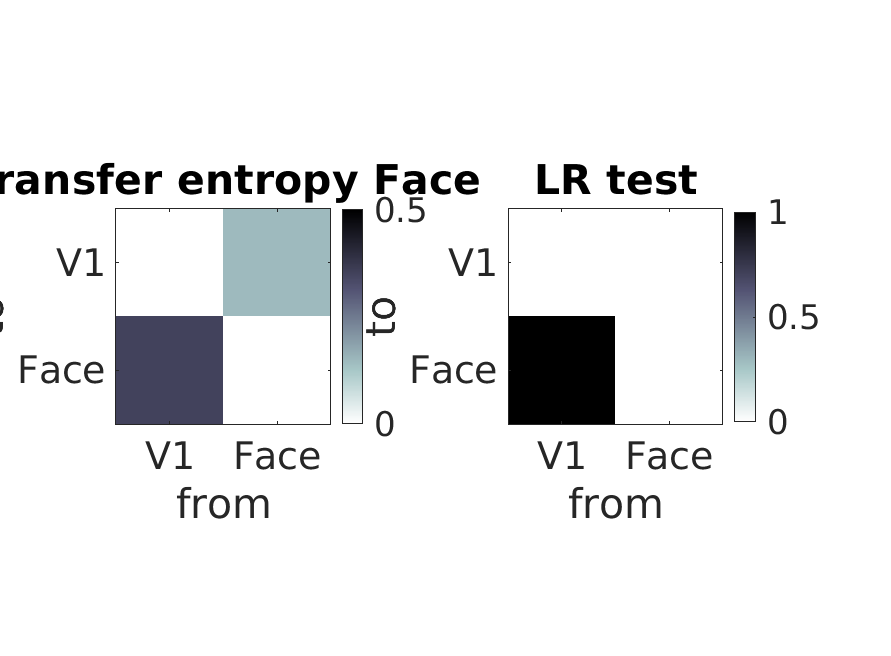 ransfer entropy Face
LR test
V1
Face
V1 Face
from
0.5
0
to
V1
Face
V1 Face
from
1
0.5
0